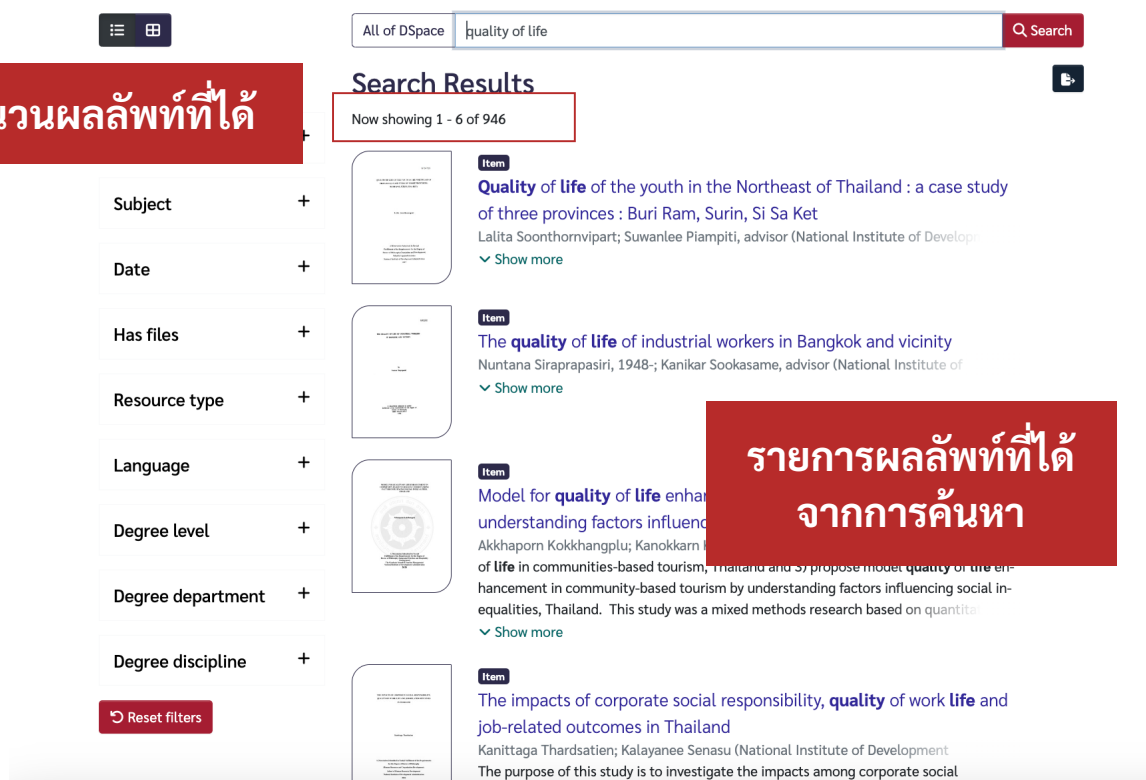 All of DSpace
quality of life
Search
Search Results
นวนผลลัพท์ที่ได้
Now showing 1 - 6 of 946
Subject
Date
Has files
Resource type
Language
Degree level
Degree department
Degree discipline
Reset filters
Item
Quality of life of the youth in the Northeast of Thailand : a case study
of three provinces : Buri Ram, Surin, Si Sa Ket
Lalita Soonthornvipart; Suwanlee Piampiti, advisor (National Institute of
Show more
Item
The quality of life of industrial workers in Bangkok and vicinity
Nuntana Siraprapasiri, 1948-; Kanikar Sookasame, advisor (National Institute of
Show more
รายการผลลัพท์ที่ได้
จากการค้นหา
Item
Model for quality of life
understanding factors
Akkhaporn Kokkhangplu; Kanokkarn
of life in communities-based tourism, Thailand and 3) propose model quality of life en-
hancement in community-based tourism by understanding factors influencing social in-
equalities, Thailand. This study was a mixed methods research based on
Show more
Item
The impacts of corporate social responsibility, quality of work life and
job-related outcomes in Thailand
Kanittaga Thardsatien; Kalayanee Senasu (National Institute of Development
The purpose of this study is to investigate the impacts among corporate social